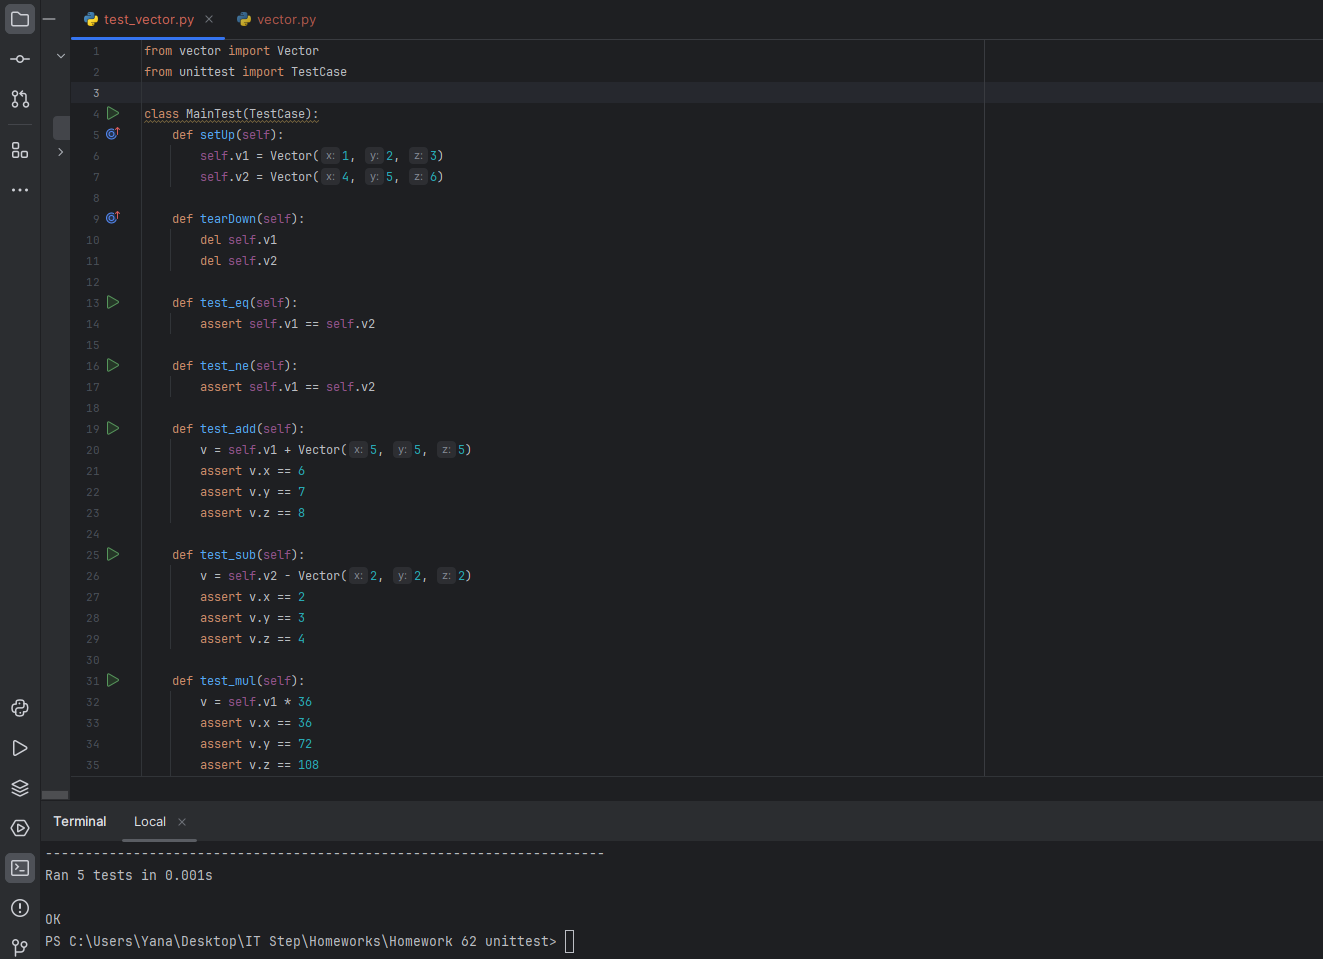 test_vector.py
vector.py
1 from vector import Vector
2 from unittest import TestCase
3
4 class MainTest(TestCase):
5 def setUp(self):
6 self.v1 = Vector(x: 1, y: 2, z: 3)
7 self.v2 = Vector(x: 4, y: 5, z: 6)
8
9 def tearDown(self):
10 del self.v1
11 del self.v2
12
13 def test_eq(self):
14 assert self.v1 == self.v2
15
16 def test_ne(self):
17 assert self.v1 == self.v2
18
19 def test_add(self):
20 v = self.v1 + Vector(x: 5, y: 5, z: 5)
21 assert v.x == 6
22 assert v.y == 7
23 assert v.z == 8
24
25 def test_sub(self):
26 v = self.v2 - Vector(x: 2, y: 2, z: 2)
27 assert v.x == 2
28 assert v.y == 3
29 assert v.z == 4
30
31 def test_mul(self):
32 v = self.v1 * 36
33 assert v.x == 36
34 assert v.y == 72
35 assert v.z == 108
Terminal Local
----------------------------------------------------------------------
Ran 5 tests in 0.001s
OK
PS C:\Users\Yana\Desktop\IT Step\Homeworks\Homework 62 unittest>